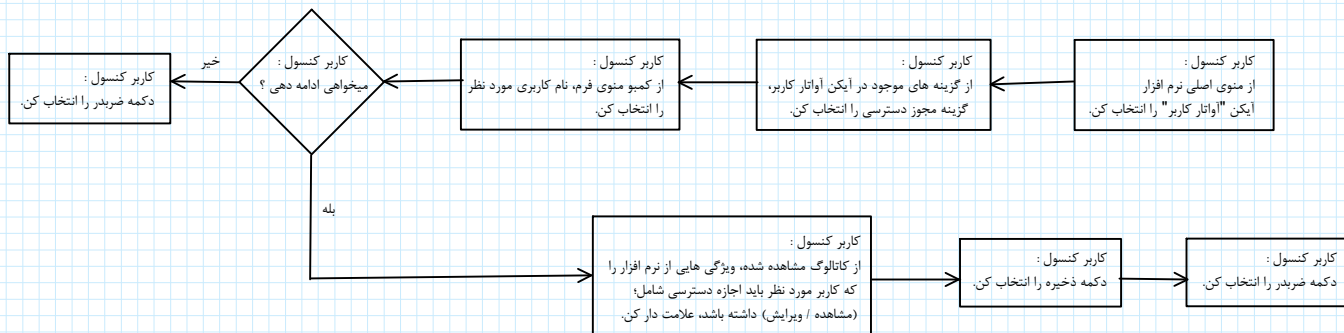 کاربر کنسول :
از منوی اصلی نرم افزار
آیکن "آواتار کاربر" را انتخاب کن.
کاربر کنسول :
از گزینه های موجود در آیکن آواتار کاربر،
گزینه مجوز دسترسی را انتخاب کن.
کاربر کنسول :
از کمبو منوی فرم، نام کاربری مورد نظر
را انتخاب کن.
کاربر کنسول :
میخواهی ادامه دهی ؟
خیر
کاربر کنسول :
دکمه ضربدر را انتخاب کن.
بله
کاربر کنسول :
از کاتالوگ مشاهده شده، ویژگی هایی از نرم افزار را
که کاربر مورد نظر باید اجازه دسترسی شامل؛
(مشاهده / ویرایش) داشته باشد، علامت دار کن.
کاربر کنسول :
دکمه ذخیره را انتخاب کن.
کاربر کنسول :
دکمه ضربدر را انتخاب کن.